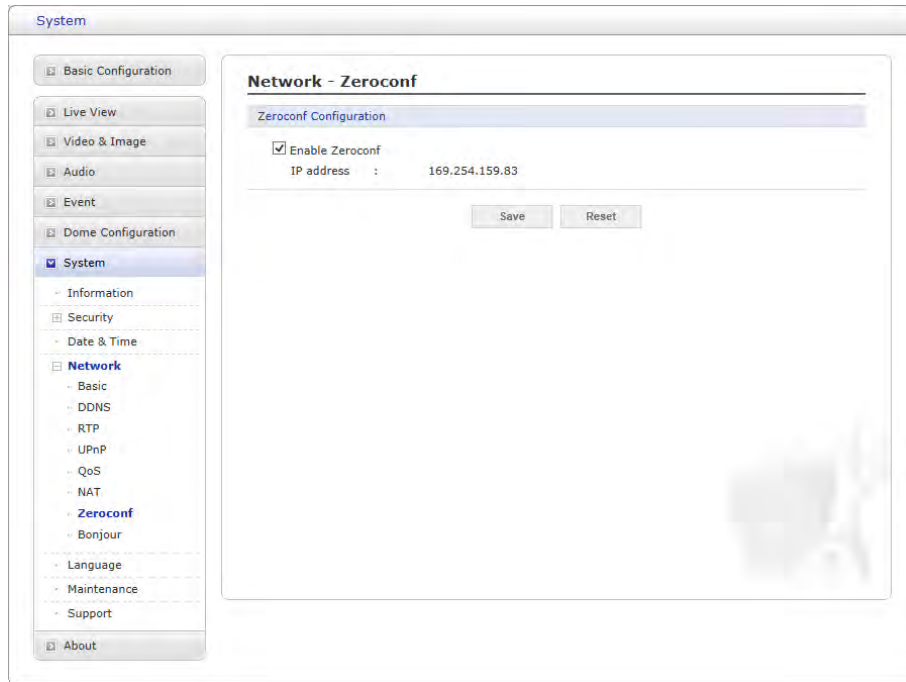 System
Basic Configuration
Live View
Video & Image
Audio
Event
Dome Configuration
System
Information
Security
Date & Time
Network
Basic
DDNS
RTP
UPnP
QoS
NAT
Zeroconf
Bonjour
Language
Maintenance
Support
About
Network - Zeroconf
Zeroconf Configuration
Enable Zeroconf
IP address : 169.254.159.83
Save Reset